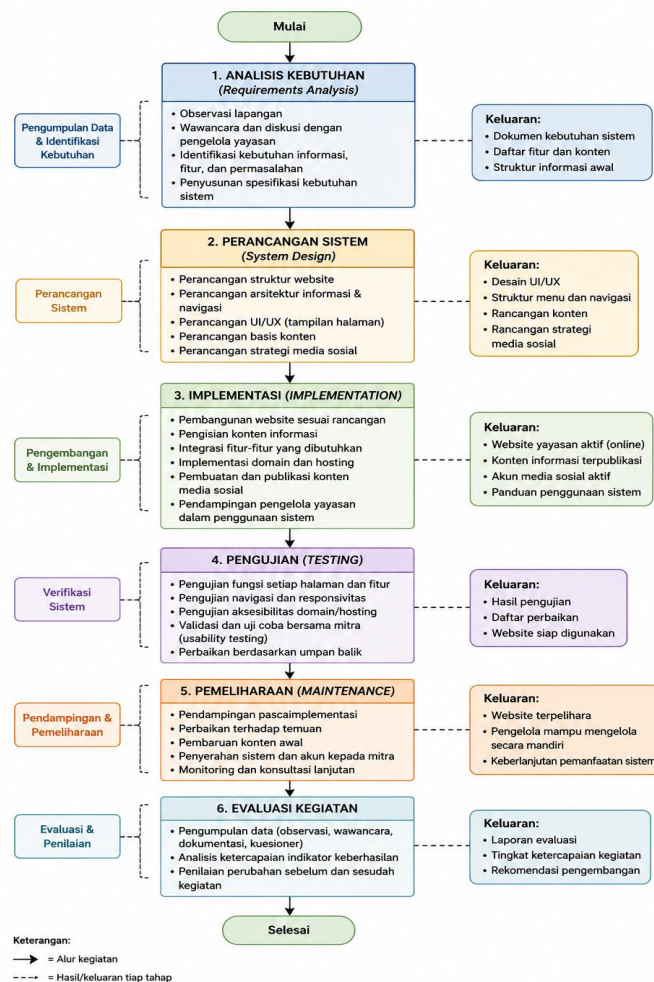 Mulai
1. ANALISIS KEBUTUHAN
(Requirements Analysis)
Pengumpulan Data
& Identifikasi
Kebutuhan
• Observasi lapangan
• Wawancara dan diskusi dengan
pengelola yayasan
• Identifikasi kebutuhan informasi,
fitur, dan permasalahan
• Penyusunan spesifikasi kebutuhan
sistem
Keluaran:
• Dokumen kebutuhan sistem
• Daftar fitur dan konten
• Struktur informasi awal
2. PERANCANGAN SISTEM
(System Design)
Perancangan
Sistem
• Perancangan struktur website
• Perancangan arsitektur informasi &
navigasi
• Perancangan UI/UX (tampilan halaman)
• Perancangan basis konten
• Perancangan strategi media sosial
Keluaran:
• Desain UI/UX
• Struktur menu dan navigasi
• Rancangan konten
• Rancangan strategi
media sosial
3. IMPLEMENTASI (IMPLEMENTATION)
Pengembangan
& Implementasi
• Pembangunan website sesuai rancangan
• Pengisian konten informasi
• Integrasi fitur-fitur yang dibutuhkan
• Implementasi domain dan hosting
• Pembuatan dan publikasi konten
media sosial
• Pendampingan pengelola yayasan
dalam penggunaan sistem
Keluaran:
• Website yayasan aktif (online)
• Konten informasi terpublikasi
• Akun media sosial aktif
• Panduan penggunaan sistem
4. PENGUJIAN (TESTING)
Verifikasi
Sistem
• Pengujian fungsi setiap halaman dan fitur
• Pengujian navigasi dan responsivitas
• Pengujian aksesibilitas domain/hosting
• Validasi dan uji coba bersama mitra
(usability testing)
• Perbaikan berdasarkan umpan balik
Keluaran:
• Hasil pengujian
• Daftar perbaikan
• Website siap digunakan
5. PEMELIHARAAN (MAINTENANCE)
Pendampingan &
Pemeliharaan
• Pendampingan pascaimplementasi
• Perbaikan terhadap temuan
• Pembaruan konten awal
• Penyerahan sistem dan akun kepada mitra
• Monitoring dan konsultasi lanjutan
Keluaran:
• Website terpelihara
• Pengelola mampu mengelola
secara mandiri
• Keberlanjutan pemanfaatan sistem
6. EVALUASI KEGIATAN
Evaluasi &
Penilaian
• Pengumpulan data (observasi, wawancara,
dokumentasi, kuesioner)
• Analisis ketercapaian indikator keberhasilan
• Penilaian perubahan sebelum dan sesudah
kegiatan
Keluaran:
• Laporan evaluasi
• Tingkat ketercapaian kegiatan
• Rekomendasi pengembangan
Selesai
Keterangan:
= Alur kegiatan
= Hasil/keluaran tiap tahap